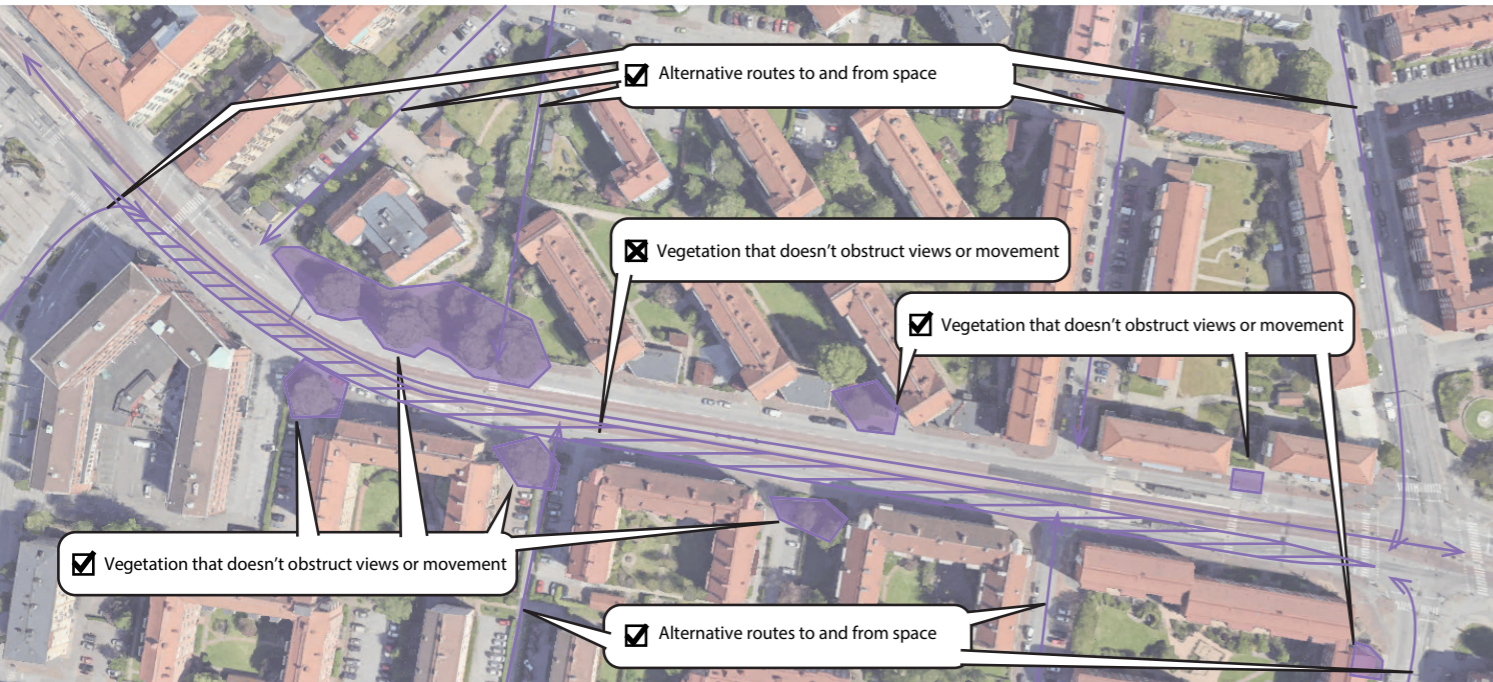 Alternative routes to and from space
Vegetation that doesn't obstruct views or movement
Vegetation that doesn't obstruct views or movement
Vegetation that doesn't obstruct views or movement
Alternative routes to and from space